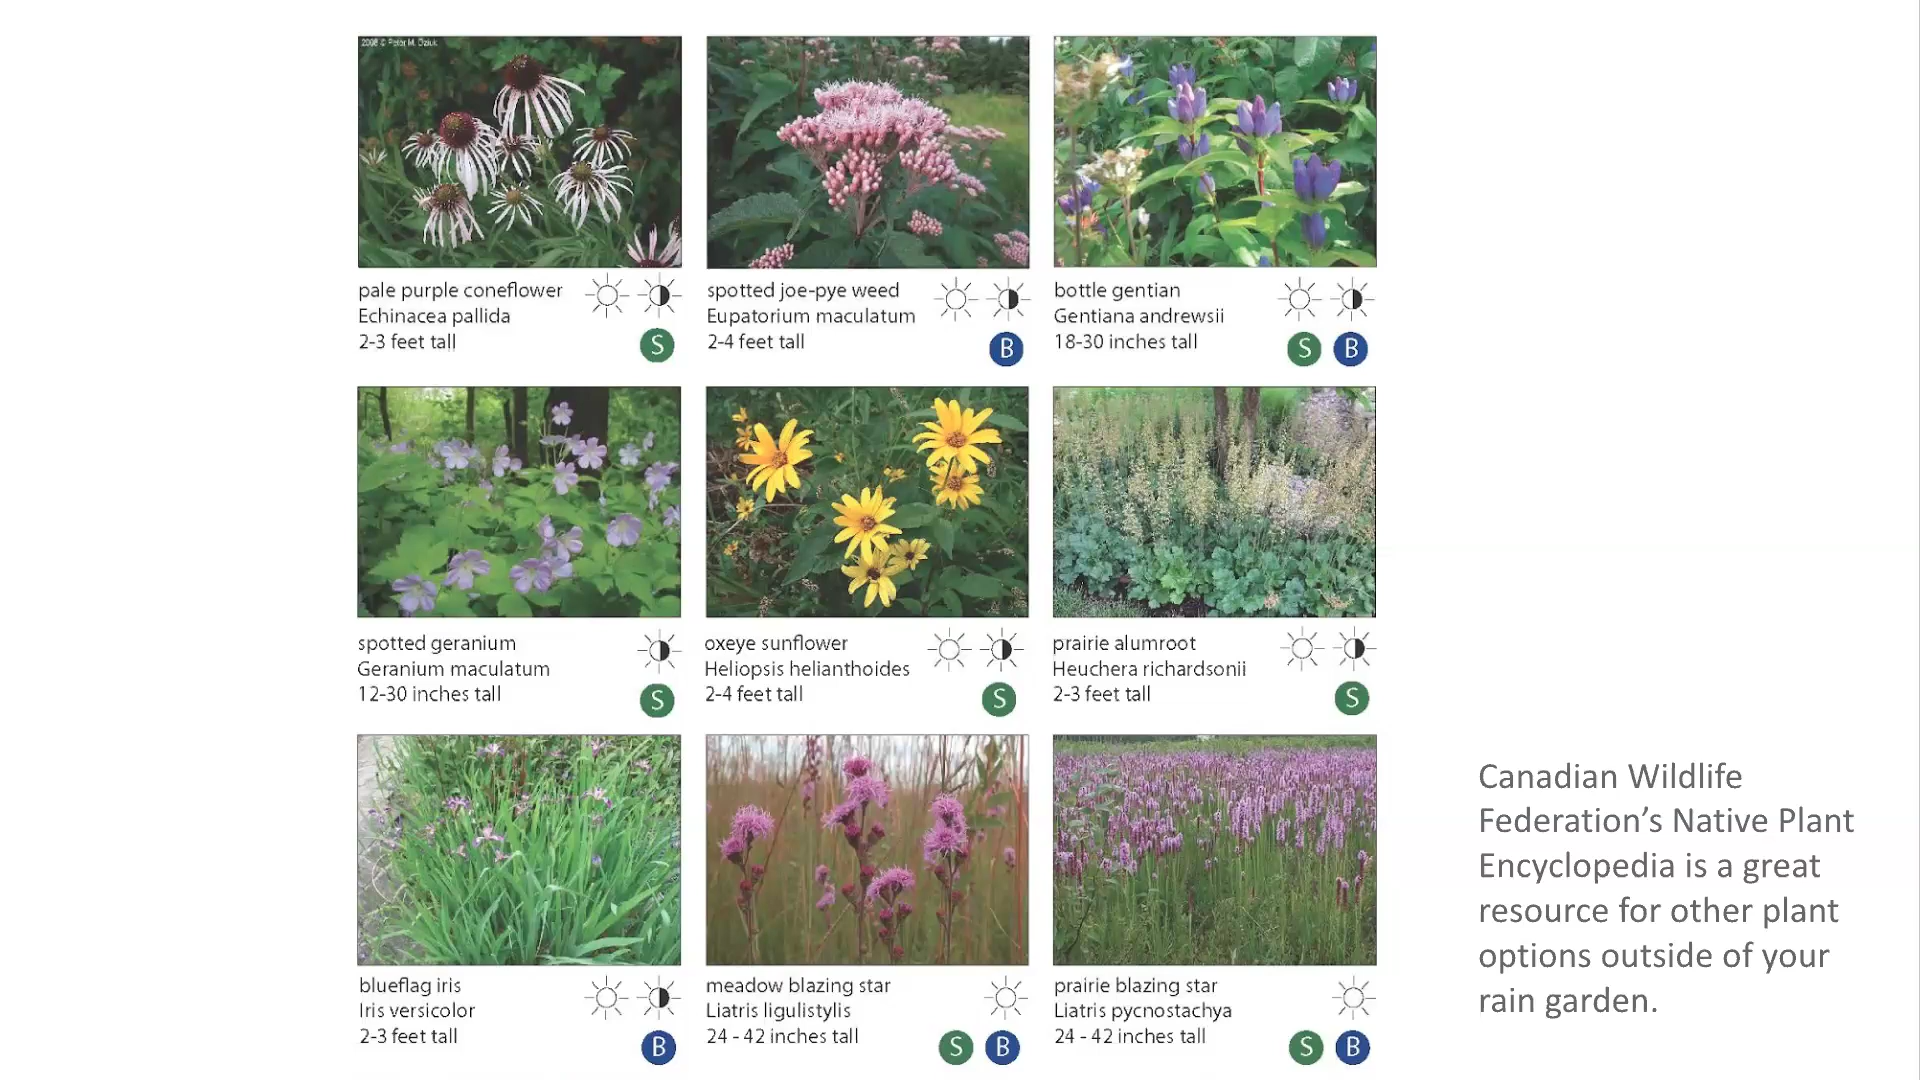 2008 © Peter M. Dziuk
pale purple coneflower
Echinacea pallida
2-3 feet tall
S
spotted joe-pye weed
Eupatorium maculatum
2-4 feet tall
B
bottle gentian
Gentiana andrewsii
18-30 inches tall
S B
spotted geranium
Geranium maculatum
12-30 inches tall
S
oxeye sunflower
Heliopsis helianthoides
2-4 feet tall
S
prairie alumroot
Heuchera richardsonii
2-3 feet tall
S
blueflag iris
Iris versicolor
2-3 feet tall
B
meadow blazing star
Liatris ligulistylis
24 - 42 inches tall
S B
prairie blazing star
Liatris pycnostachya
24 - 42 inches tall
S B
Canadian Wildlife
Federation’s Native Plant
Encyclopedia is a great
resource for other plant
options outside of your
rain garden.